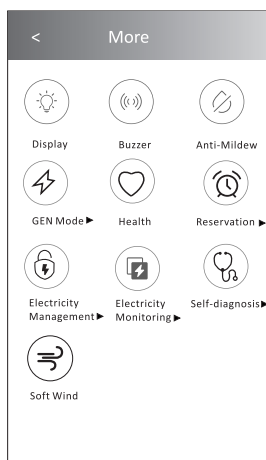 < More
Display Buzzer Anti-Mildew
GEN Mode▶ Health Reservation ▶
Electricity Electricity Self-diagnosis▶
Management▶ Monitoring ▶
Soft Wind